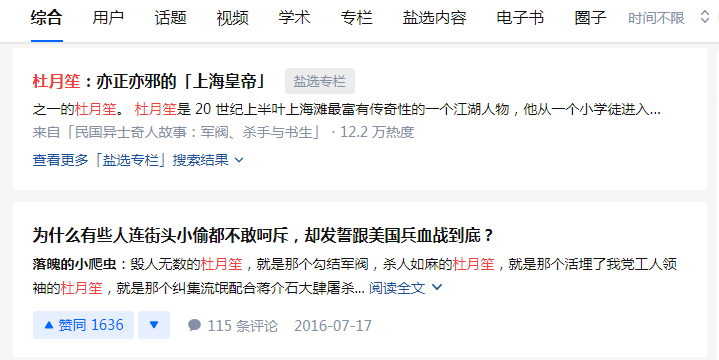 综合 用户 话题 视频 学术 专栏 盐选内容 电子书 圈子 时间不限
杜月笙：亦正亦邪的「上海皇帝」 盐选专栏
之一的杜月笙。 杜月笙是 20 世纪上半叶上海滩最富有传奇性的一个江湖人物，他从一个小学徒进入...
来自「民国异士奇人故事：军阀、杀手与书生」 · 12.2 万热度
查看更多「盐选专栏」搜索结果
为什么有些人连街头小偷都不敢呵斥，却发誓跟美国兵血战到底？
落魄的小爬虫：毁人无数的杜月笙，就是那个勾结军阀，杀人如麻的杜月笙，就是那个活埋了我党工人领
袖的杜月笙，就是那个纠集流氓配合蒋介石大肆屠杀... 阅读全文
赞同 1636 115 条评论 2016-07-17